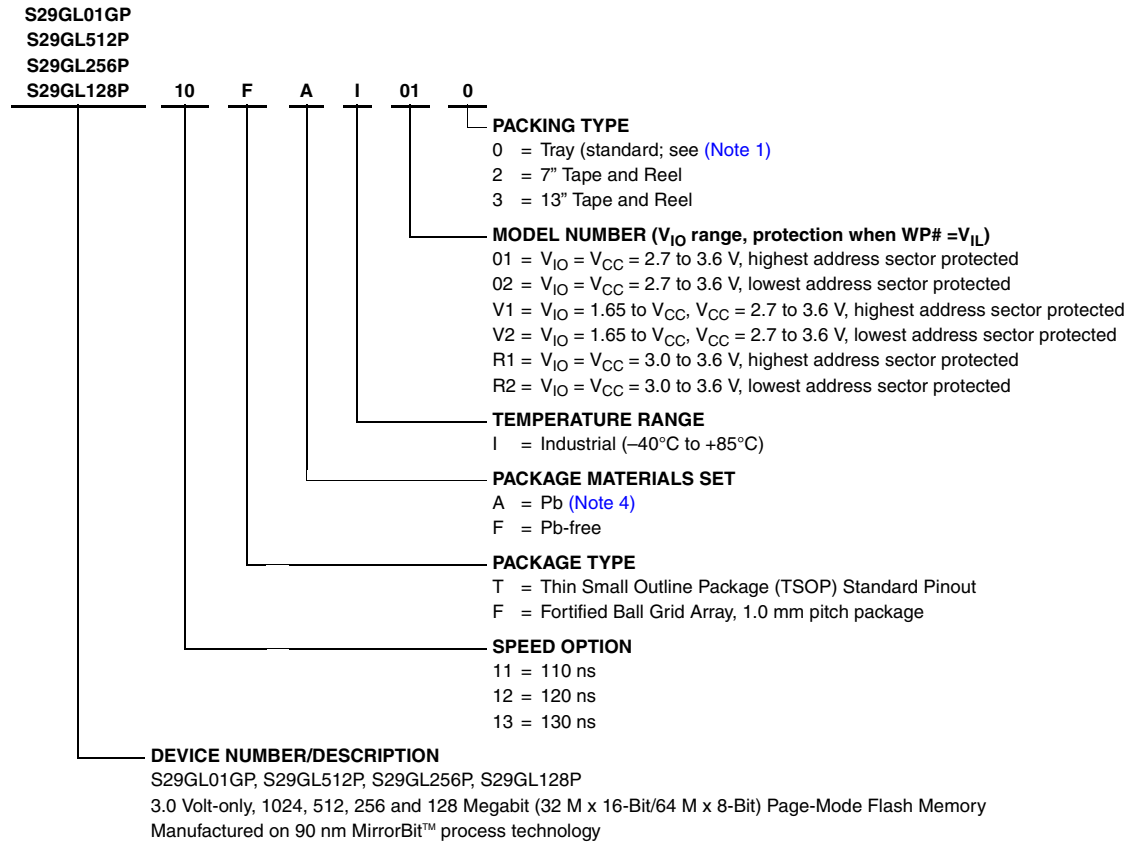 S29GL01GP
S29GL512P
S29GL256P
S29GL128P 10 F A I 01 0
PACKING TYPE
0 = Tray (standard; see (Note 1)
2 = 7” Tape and Reel
3 = 13” Tape and Reel
MODEL NUMBER (VIO range, protection when WP# =VIL)
01 = VIO = VCC = 2.7 to 3.6 V, highest address sector protected
02 = VIO = VCC = 2.7 to 3.6 V, lowest address sector protected
V1 = VIO = 1.65 to VCC, VCC = 2.7 to 3.6 V, highest address sector protected
V2 = VIO = 1.65 to VCC, VCC = 2.7 to 3.6 V, lowest address sector protected
R1 = VIO = VCC = 3.0 to 3.6 V, highest address sector protected
R2 = VIO = VCC = 3.0 to 3.6 V, lowest address sector protected
TEMPERATURE RANGE
I = Industrial (–40°C to +85°C)
PACKAGE MATERIALS SET
A = Pb (Note 4)
F = Pb-free
PACKAGE TYPE
T = Thin Small Outline Package (TSOP) Standard Pinout
F = Fortified Ball Grid Array, 1.0 mm pitch package
SPEED OPTION
11 = 110 ns
12 = 120 ns
13 = 130 ns
DEVICE NUMBER/DESCRIPTION
S29GL01GP, S29GL512P, S29GL256P, S29GL128P
3.0 Volt-only, 1024, 512, 256 and 128 Megabit (32 M x 16-Bit/64 M x 8-Bit) Page-Mode Flash Memory
Manufactured on 90 nm MirrorBit™ process technology